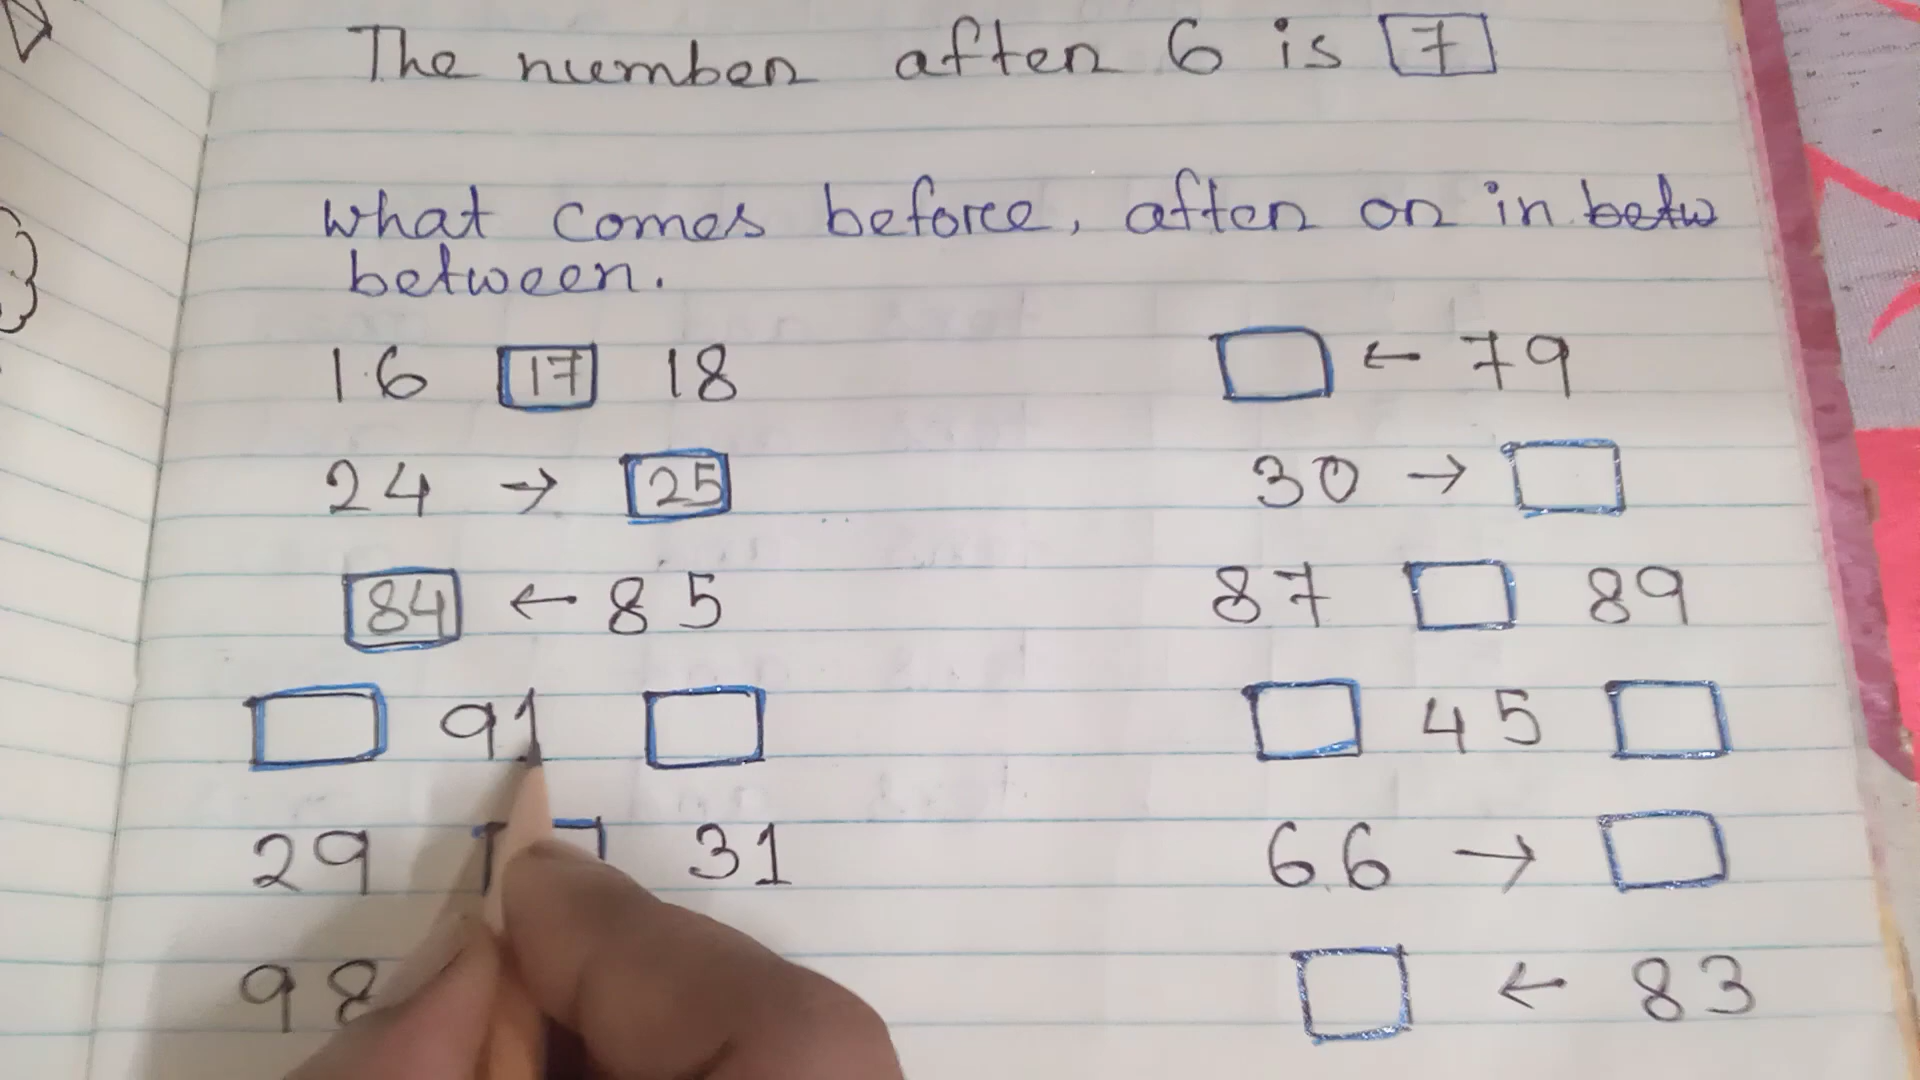 The number after 6 is 7
What comes before, after or in betw
between.
16 17 18
← 79
24 → 25
30 →
84 ← 85
87 89
91
45
29 31
66 →
98
← 83